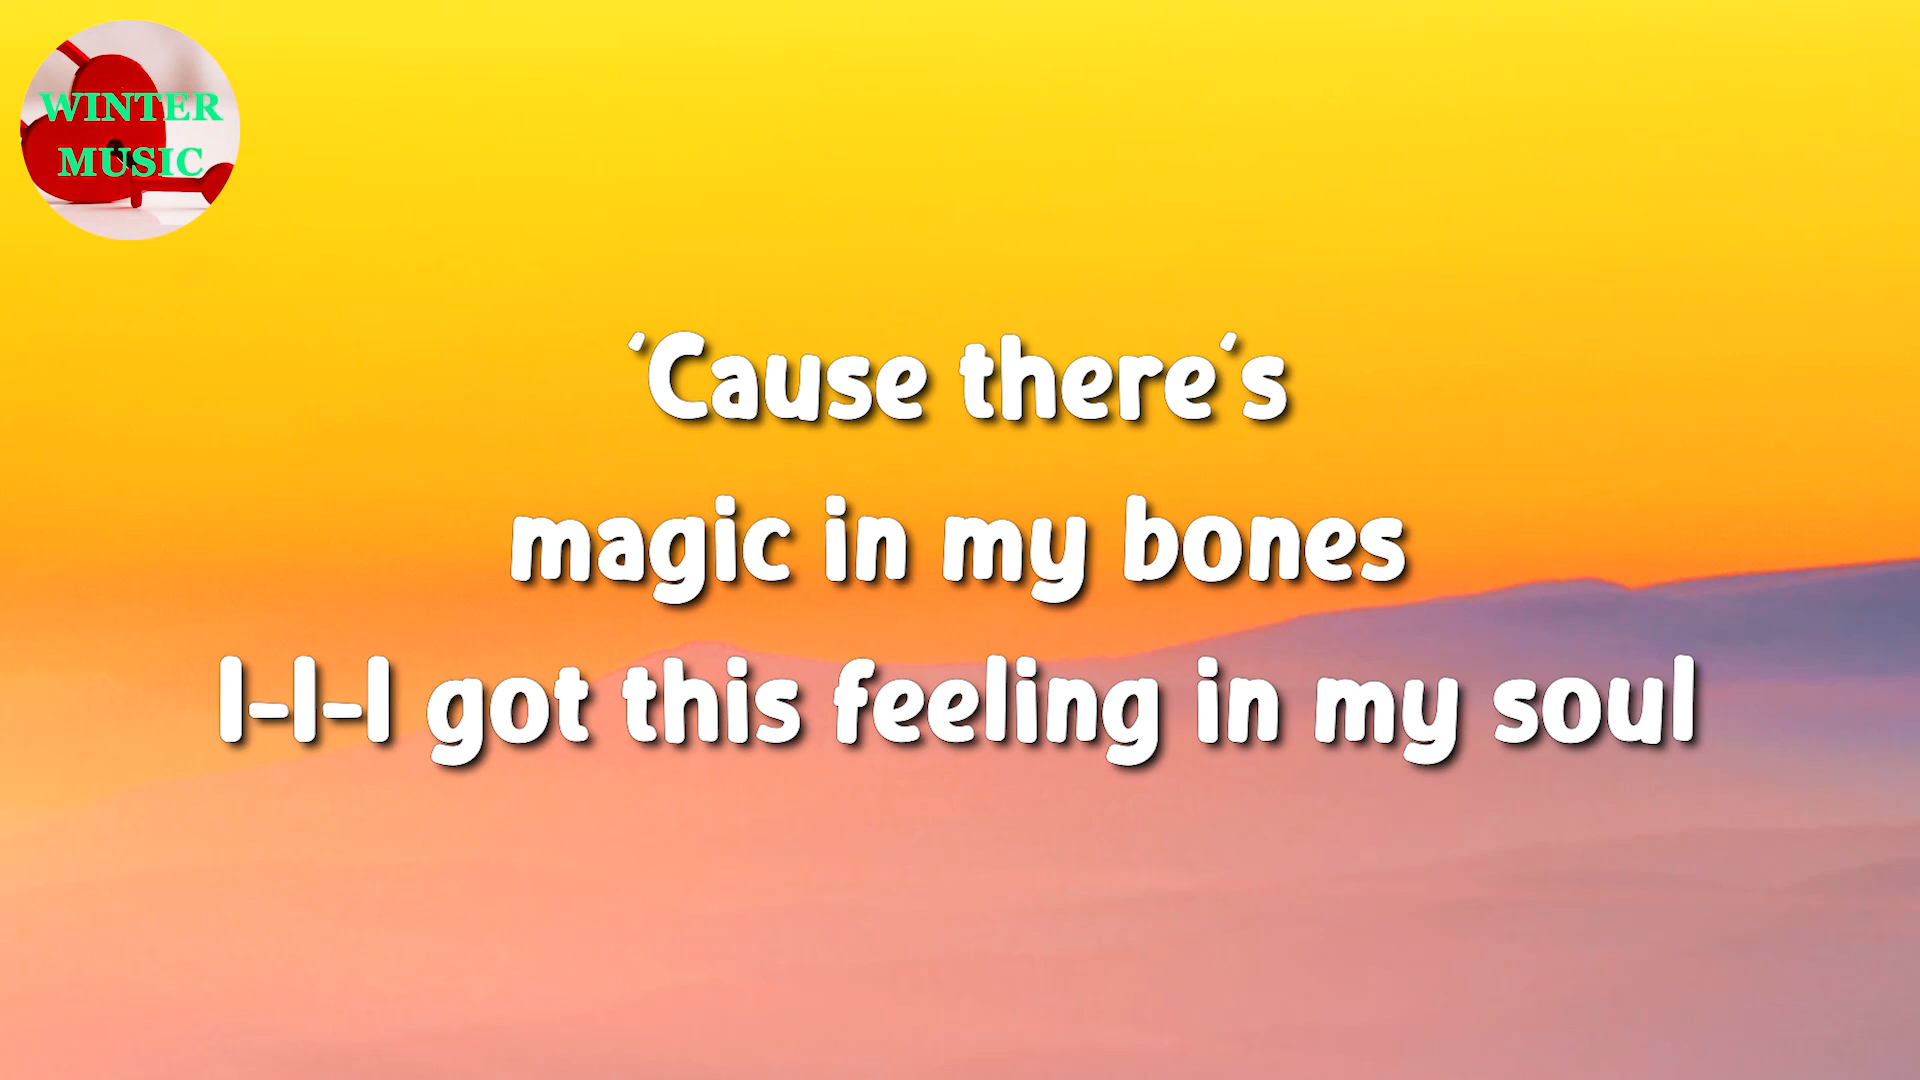 WINTER
MUSIC
'Cause there's
magic in my bones
I-I-I got this feeling in my soul